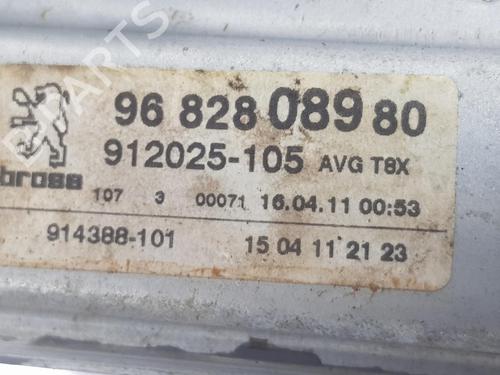 96 828 089 80
912025-105 AVG T8X
brose
107 3 00071 16.04.11 00:53
914388-101 15 04 11 21 23